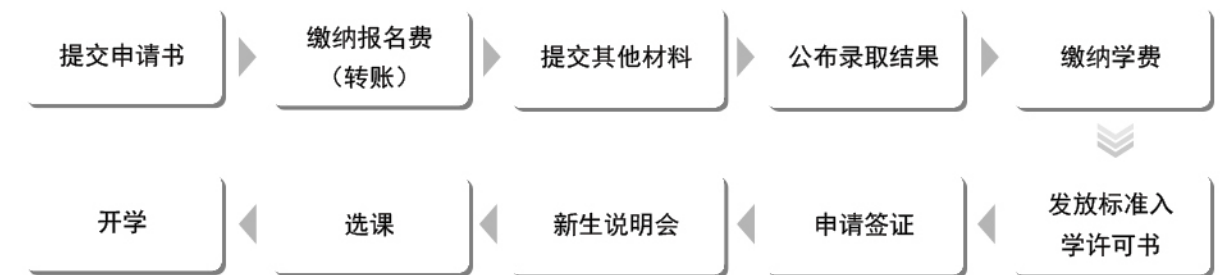 提交申请书
缴纳报名费
（转账）
提交其他材料
公布录取结果
缴纳学费
发放标准入
学许可书
申请签证
新生说明会
选课
开学